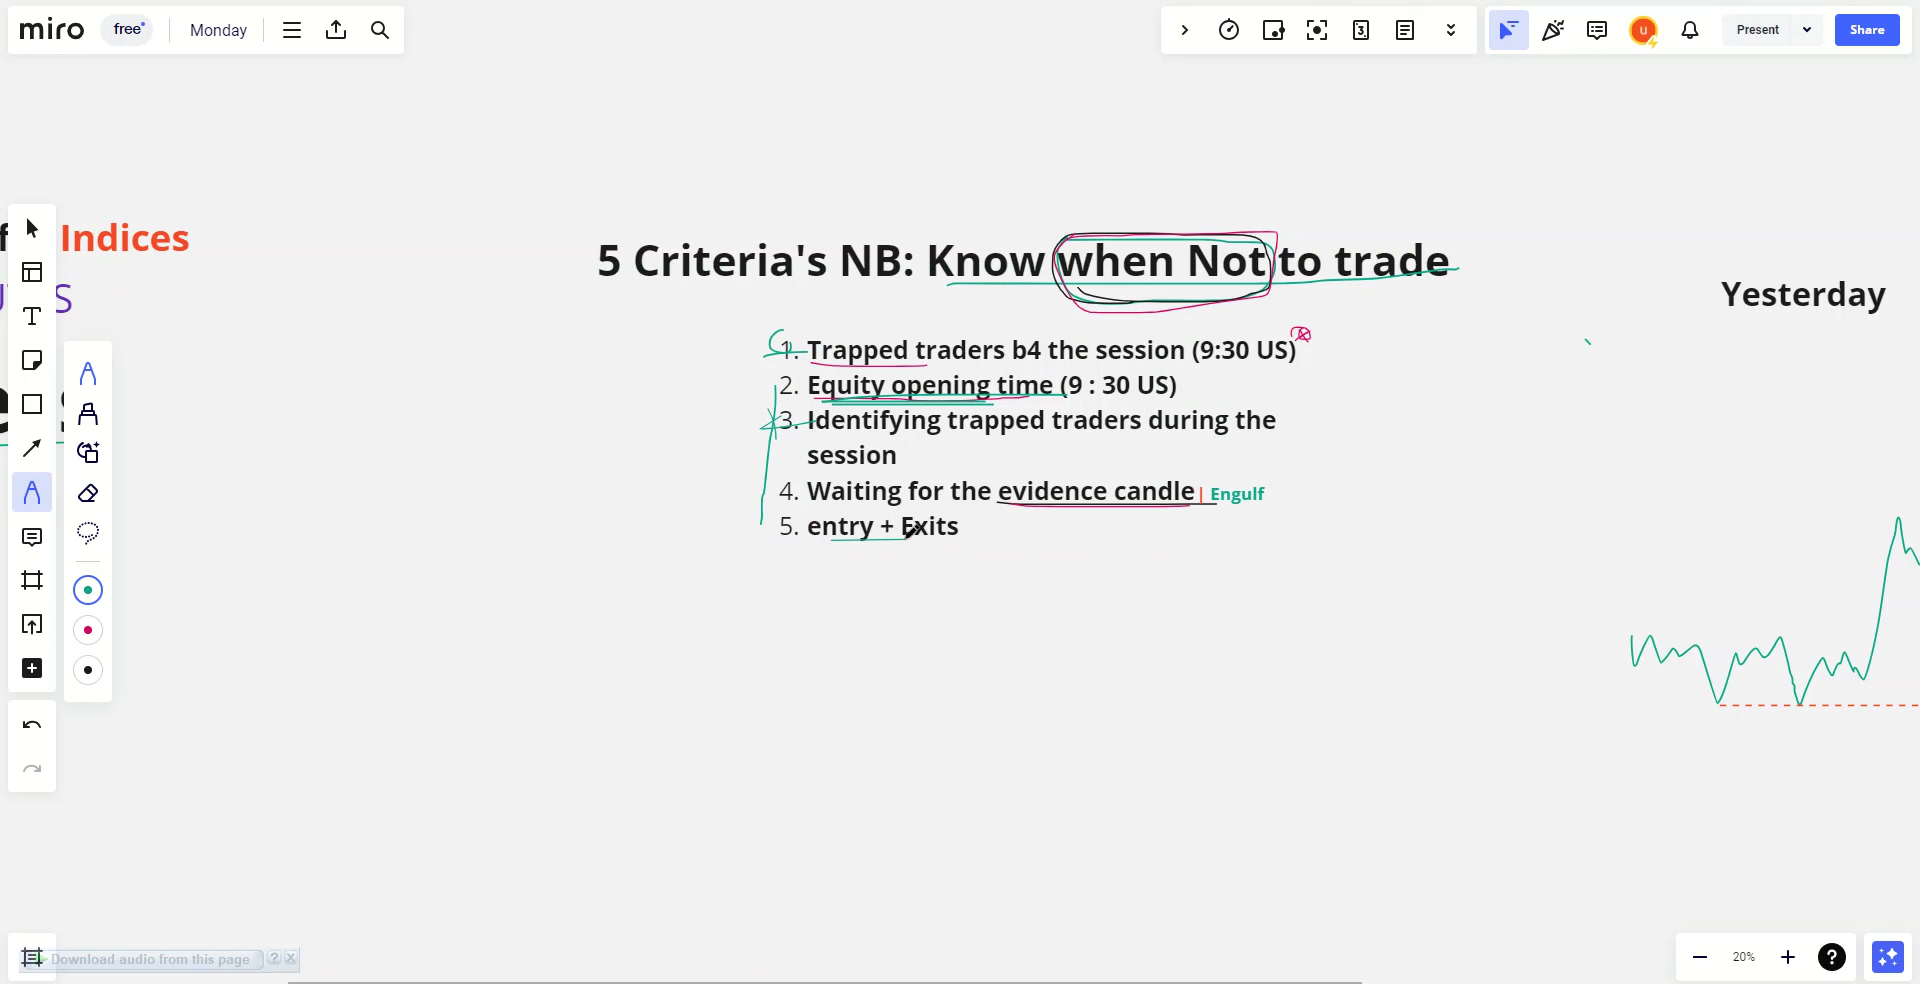 miro
free
Monday
Present
Share
Indices
S
5 Criteria's NB: Know when Not to trade
Yesterday
1. Trapped traders b4 the session (9:30 US)
2. Equity opening time (9 : 30 US)
3. Identifying trapped traders during the
session
4. Waiting for the evidence candle | Engulf
5. entry + Exits
Download audio from this page
20%